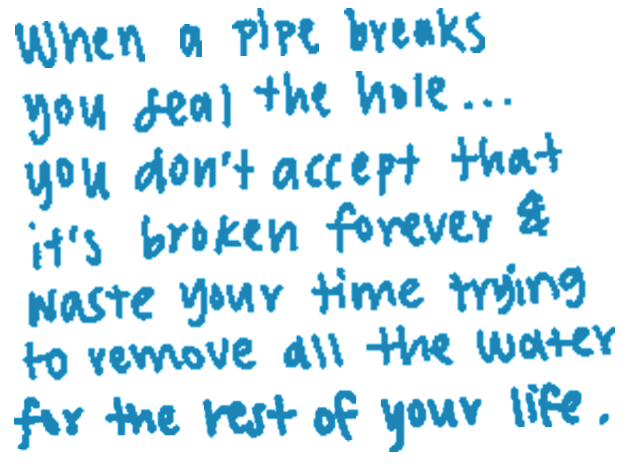 When a pipe breaks
you seal the hole...
you don't accept that
it's broken forever &
waste your time trying
to remove all the water
for the rest of your life.